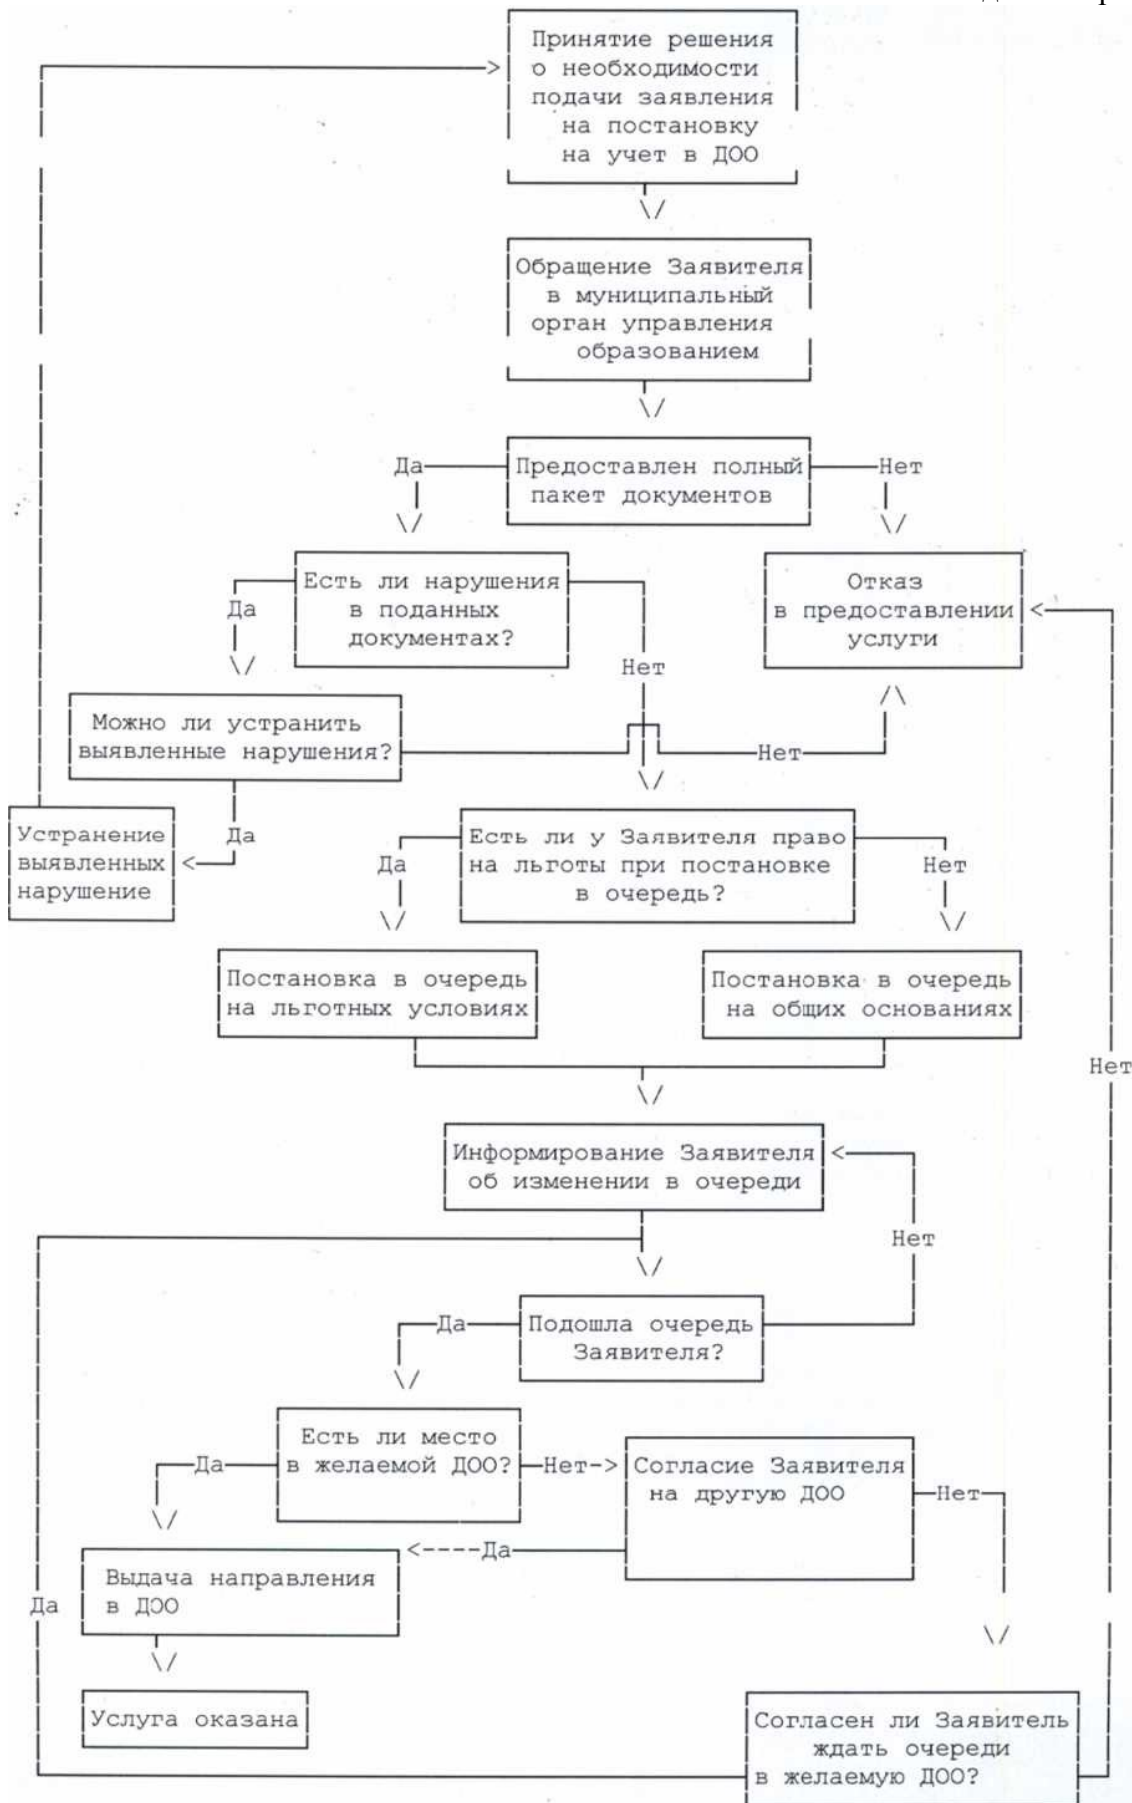 Принятие решения
о необходимости
подачи заявления
на постановку
на учет в ДОО
Обращение Заявителя
в муниципальный
орган управления
образованием
Да
Предоставлен полный
пакет документов
Нет
Есть ли нарушения
в поданных
документах?
Да
Нет
Отказ
в предоставлении
услуги
Можно ли устранить
выявленные нарушения?
Нет
Да
Устранение
выявленных
нарушение
Есть ли у Заявителя право
на льготы при постановке
в очередь?
Да
Нет
Постановка в очередь
на льготных условиях
Постановка в очередь
на общих основаниях
Нет
Информирование Заявителя
об изменении в очереди
Нет
Да
Подошла очередь
Заявителя?
Есть ли место
в желаемой ДОО?
Да
Нет
Согласие Заявителя
на другую ДОО
Нет
Да
Выдача направления
в ДОО
Да
Услуга оказана
Согласен ли Заявитель
ждать очереди
в желаемую ДОО?